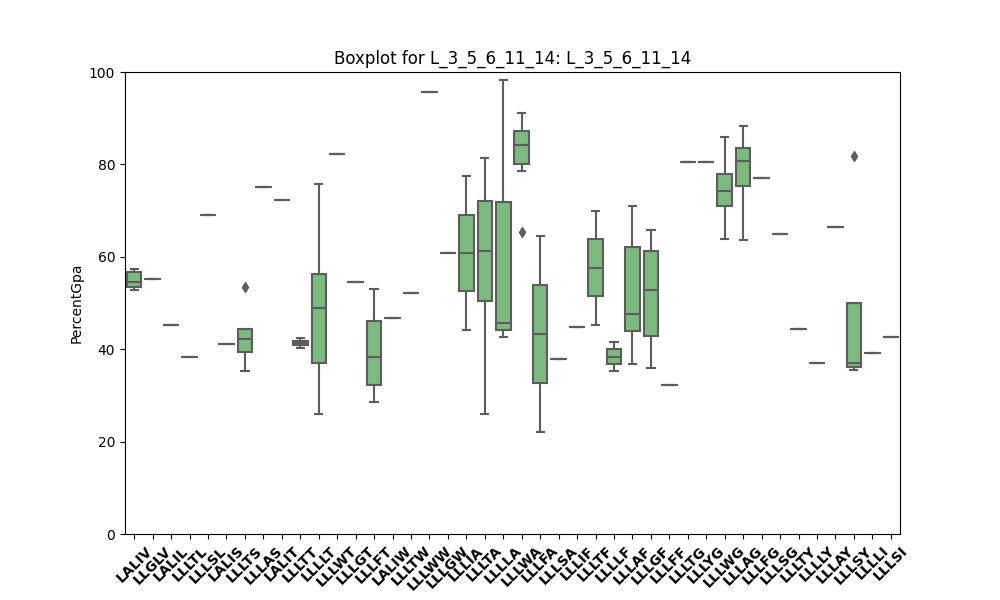 Boxplot for L_3_5_6_11_14: L_3_5_6_11_14
PercentGpa
100
80
60
40
20
0
LALIV
LLGLV
LALIL
LLLTL
LLLSL
LALIS
LLLTS
LLLAS
LALIT
LLLTT
LLLLT
LLLWT
LLLGT
LLLFT
LALIW
LLLTW
LLLWW
LLLGW
LLLIA
LLLTA
LLLLA
LLLWA
LLLFA
LLLSA
LLLIF
LLLTF
LLLLF
LLLAF
LLLGF
LLLFF
LLLTG
LLLYG
LLLWG
LLLAG
LLLFG
LLLSG
LLLTY
LLLLY
LLLAY
LLLSY
LLLLI
LLLSI